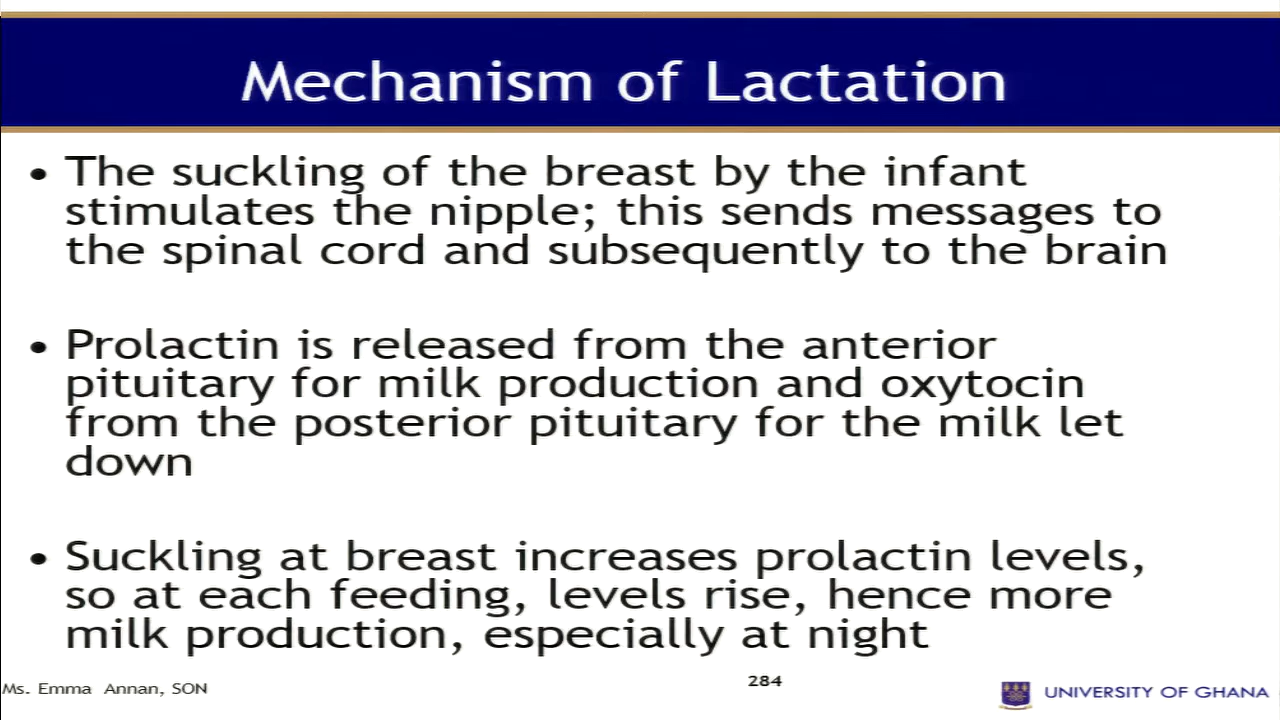 Mechanism of Lactation
• The suckling of the breast by the infant
stimulates the nipple; this sends messages to
the spinal cord and subsequently to the brain
• Prolactin is released from the anterior
pituitary for milk production and oxytocin
from the posterior pituitary for the milk let
down
• Suckling at breast increases prolactin levels,
so at each feeding, levels rise, hence more
milk production, especially at night
Ms. Emma Annan, SON
284
UNIVERSITY OF GHANA